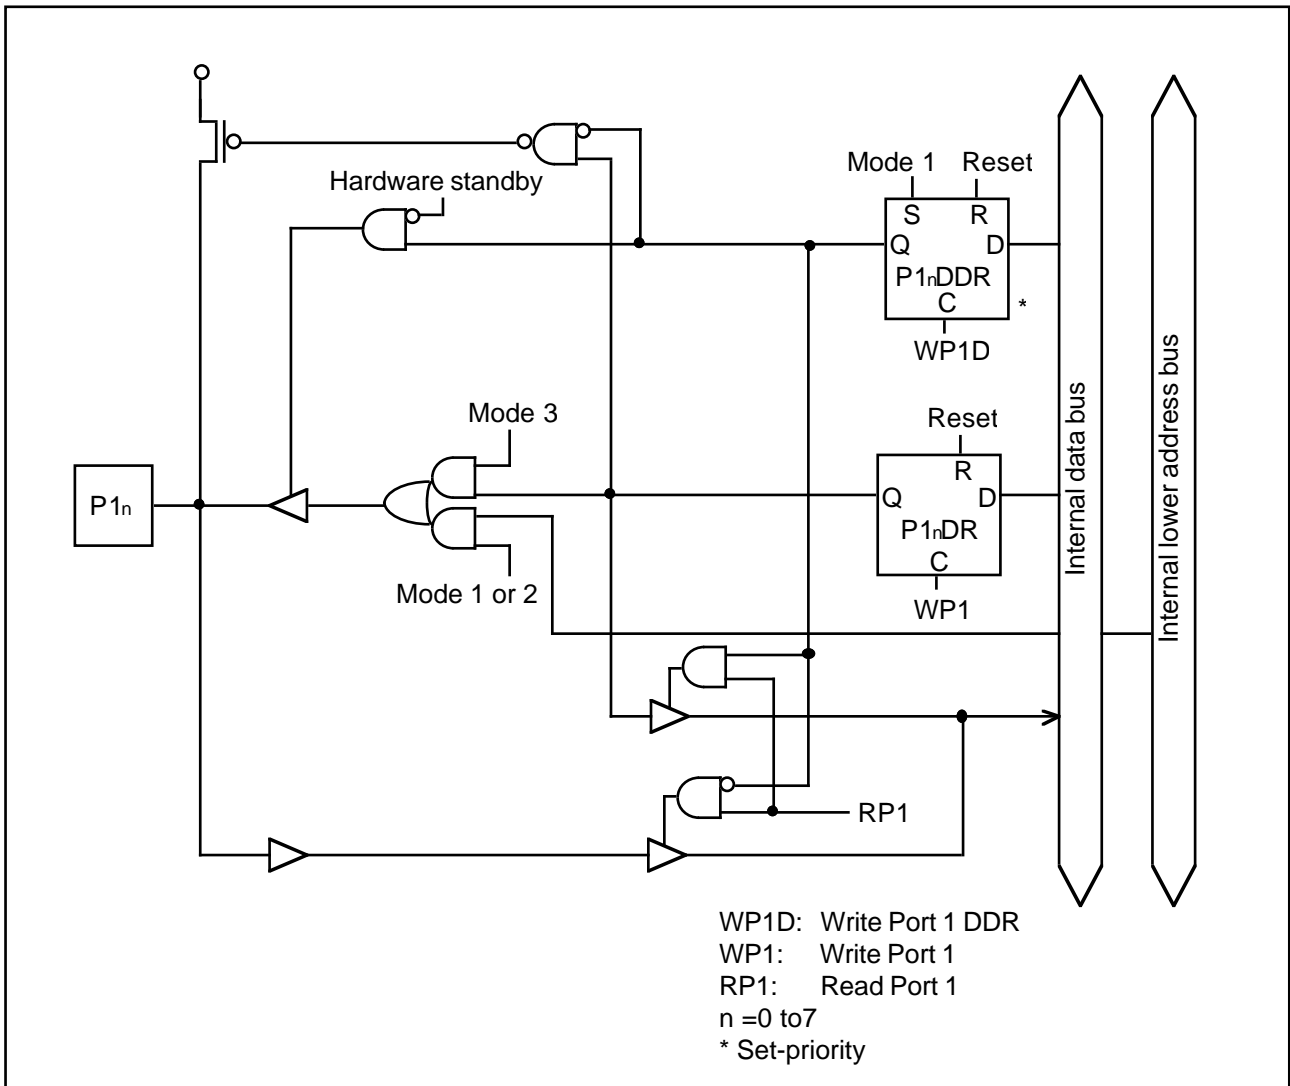 Hardware standby
Mode 1
Reset
S
R
Q
D
P1nDDR
C
*
WP1D
Mode 3
Reset
R
Q
D
P1nDR
C
WP1
P1n
Mode 1 or 2
Internal data bus
Internal lower address bus
RP1
WP1D: Write Port 1 DDR
WP1: Write Port 1
RP1: Read Port 1
n =0 to7
* Set-priority